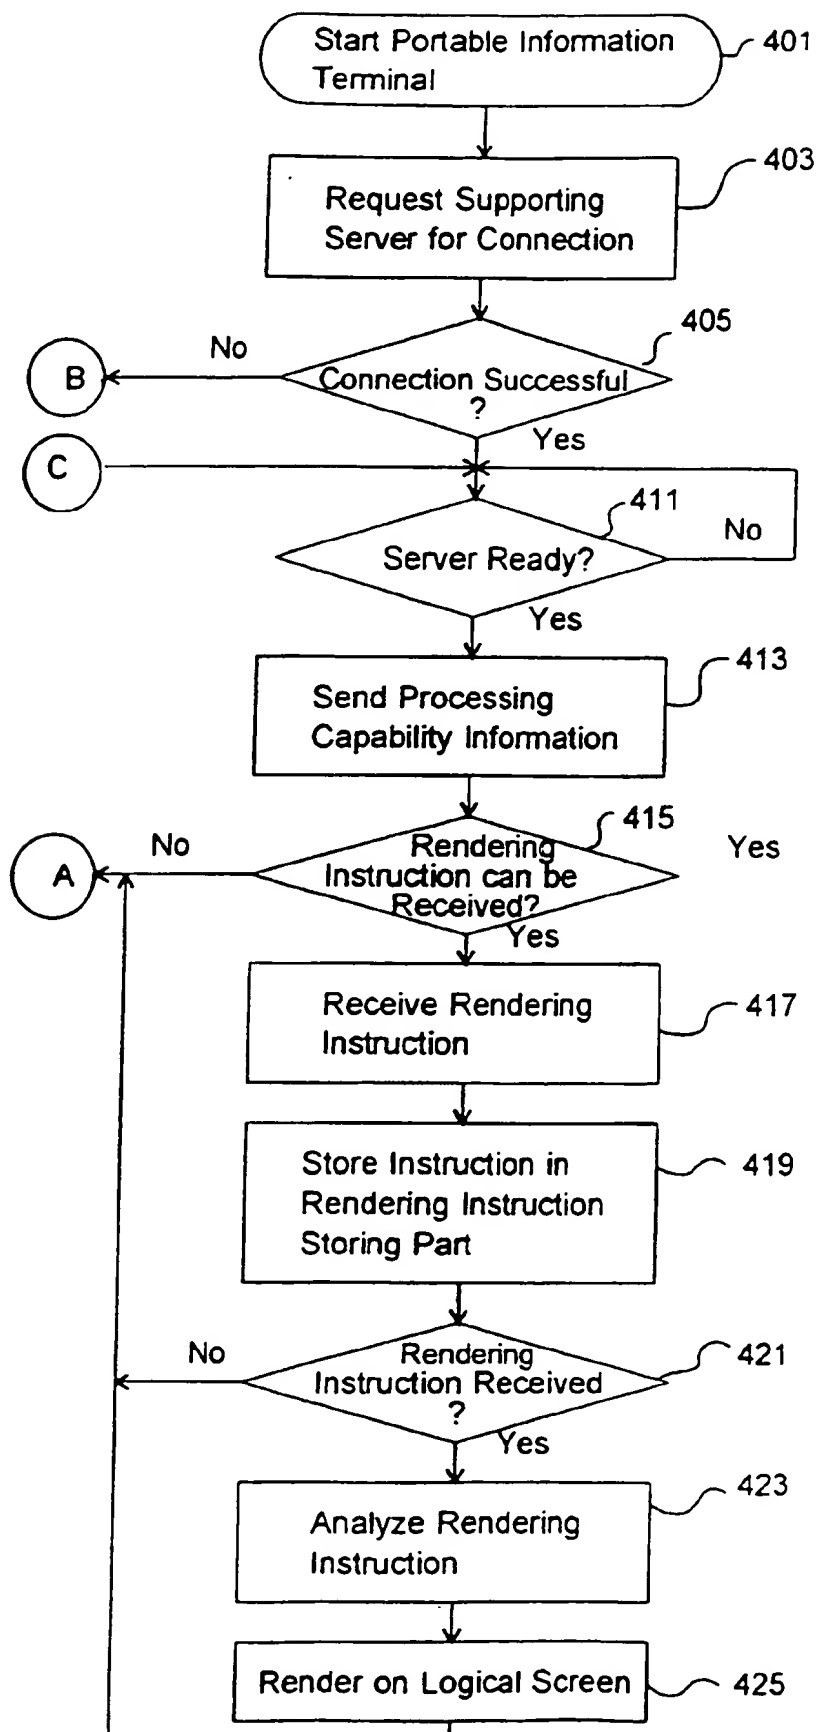 Start Portable Information
Terminal
401
403
Request Supporting
Server for Connection
405
No
B
Connection Successful
?
Yes
C
411
No
Server Ready?
Yes
413
Send Processing
Capability Information
415
No
Yes
A
Rendering
Instruction can be
Received?
Yes
417
Receive Rendering
Instruction
419
Store Instruction in
Rendering Instruction
Storing Part
421
No
Rendering
Instruction Received
?
Yes
423
Analyze Rendering
Instruction
Render on Logical Screen
425